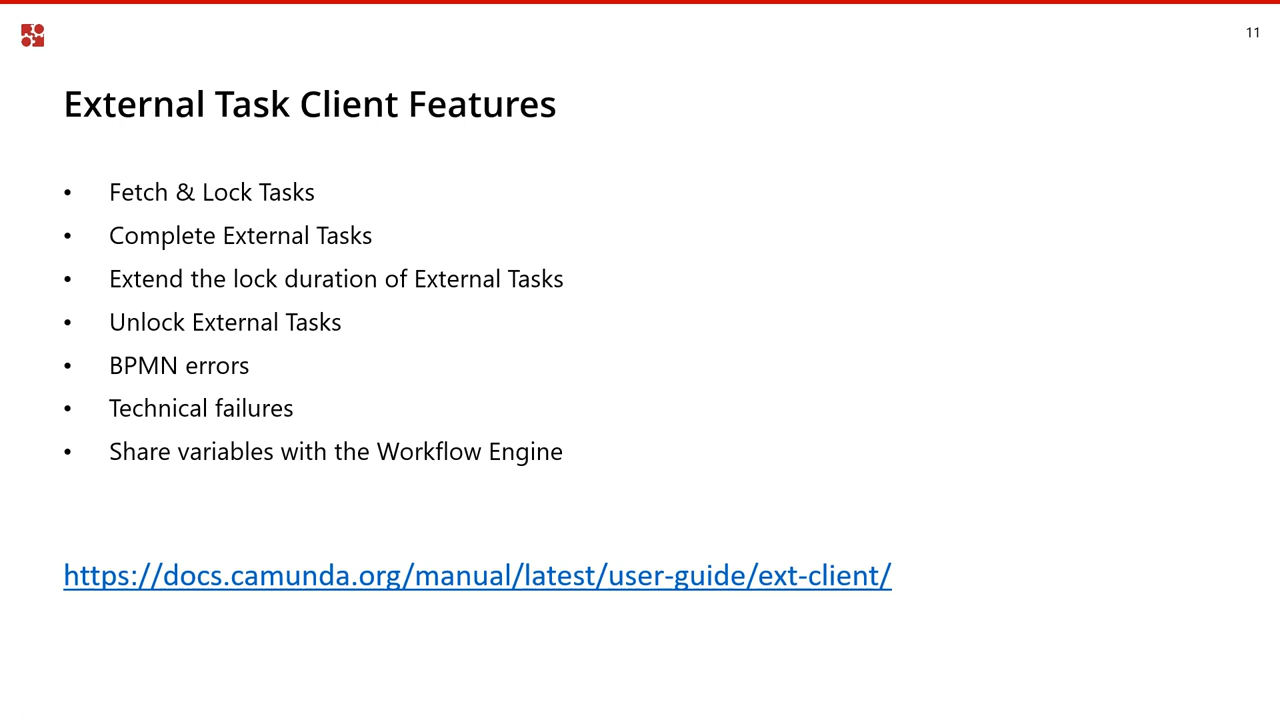 11
External Task Client Features
• Fetch & Lock Tasks
• Complete External Tasks
• Extend the lock duration of External Tasks
• Unlock External Tasks
• BPMN errors
• Technical failures
• Share variables with the Workflow Engine
https://docs.camunda.org/manual/latest/user-guide/ext-client/